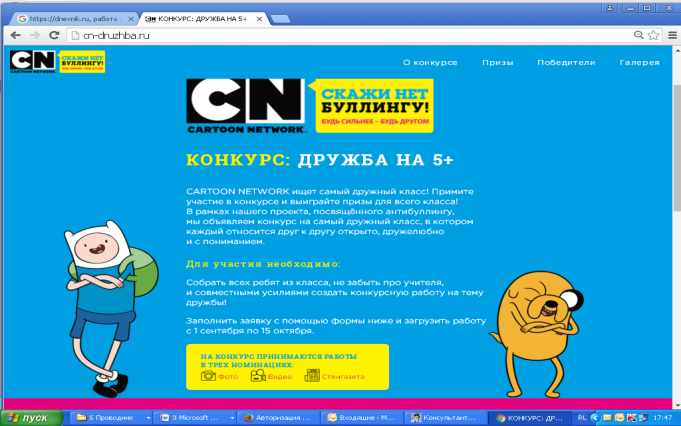 https://dnevnik.ru, работа
КОНКУРС: ДРУЖБА НА 5+
cn-druzhba.ru
CN СКАЖИ НЕТ БУЛЛИНГУ!
О конкурсе Призы Победители Галерея
CN
СКАЖИ НЕТ
БУЛЛИНГУ!
CARTOON NETWORK. БУДЬ СИЛЬНЕЕ – БУДЬ ДРУГОМ
КОНКУРС: ДРУЖБА НА 5+
CARTOON NETWORK ищет самый дружный класс! Примите
участие в конкурсе и выиграйте призы для всего класса!
В рамках нашего проекта, посвящённого антибуллингу,
мы объявляем конкурс на самый дружный класс, в котором
каждый относится друг к другу открыто, дружелюбно
и с пониманием.
Для участия необходимо:
Собрать всех ребят из класса, не забыть про учителя,
и совместными усилиями создать конкурсную работу на тему
дружбы!
Заполнить заявку с помощью формы ниже и загрузить работу
с 1 сентября по 15 октября.
НА КОНКУРС ПРИНИМАЮТСЯ РАБОТЫ
В ТРЕХ НОМИНАЦИЯХ:
Фото Видео Стенгазета
пуск 5 Проводник 3 Microsoft ... Авторизация ... Входящие - М... Консультант... КОНКУРС: ДР... RL 17:47